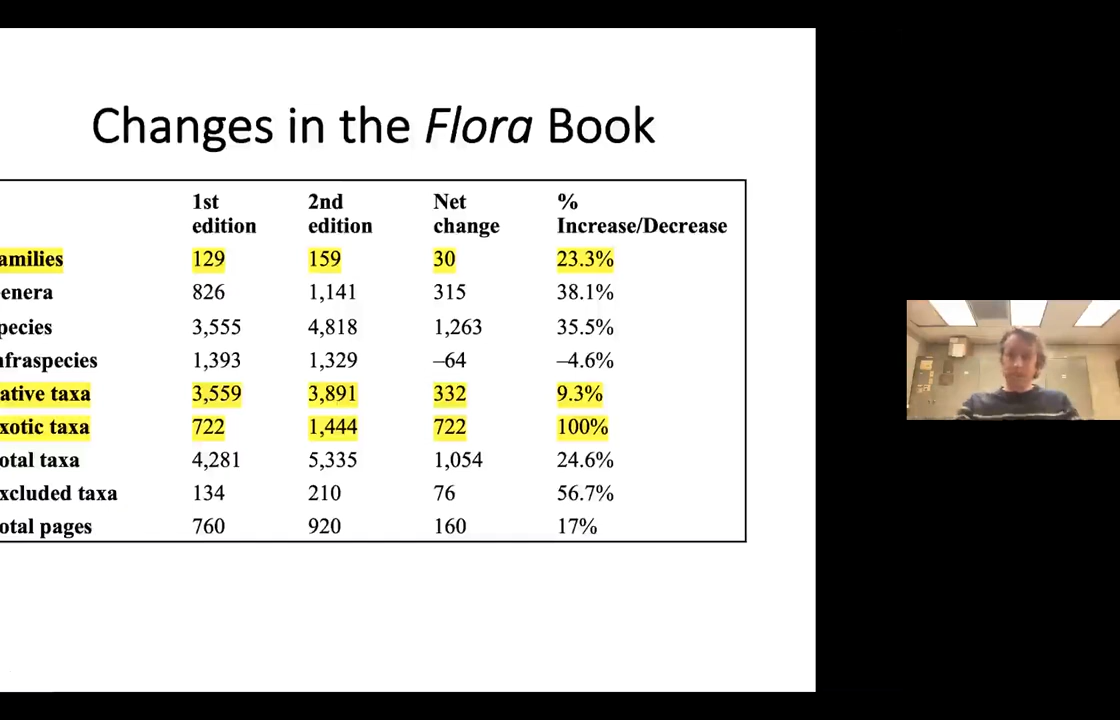 Changes in the Flora Book
1st edition 2nd edition Net change % Increase/Decrease
amilies 129 159 30 23.3%
enera 826 1,141 315 38.1%
pecies 3,555 4,818 1,263 35.5%
nfraspecies 1,393 1,329 –64 –4.6%
ative taxa 3,559 3,891 332 9.3%
xotic taxa 722 1,444 722 100%
otal taxa 4,281 5,335 1,054 24.6%
xcluded taxa 134 210 76 56.7%
otal pages 760 920 160 17%